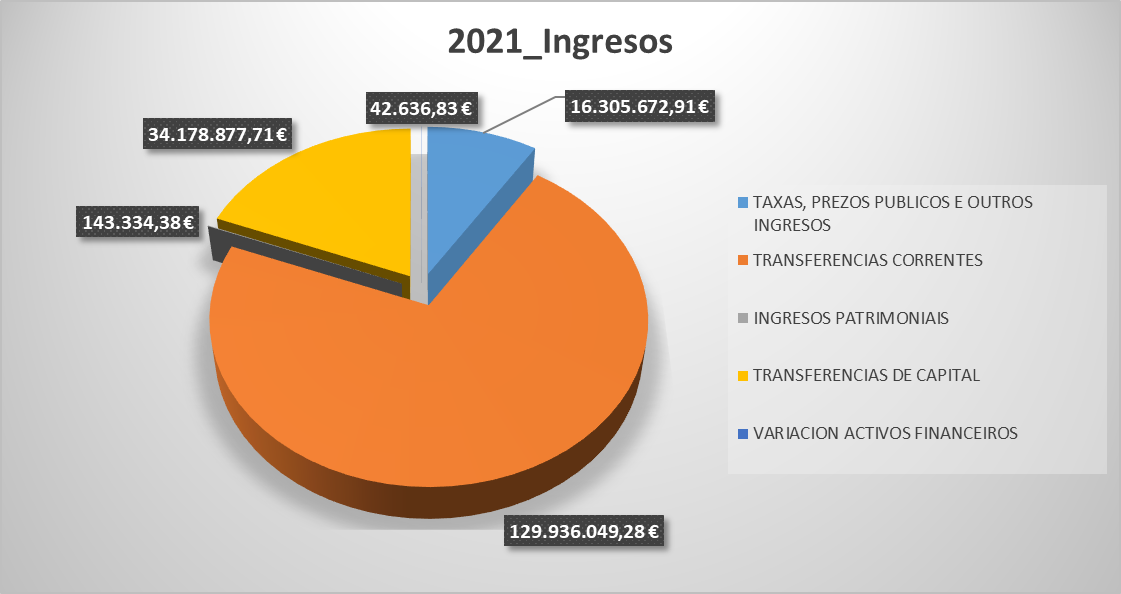 2021_Ingresos
42.636,83 €
16.305.672,91 €
34.178.877,71 €
143.334,38 €
129.936.049,28 €
TAXAS, PREZOS PUBLICOS E OUTROS
INGRESOS
TRANSFERENCIAS CORRENTES
INGRESOS PATRIMONIAIS
TRANSFERENCIAS DE CAPITAL
VARIACION ACTIVOS FINANCEIROS